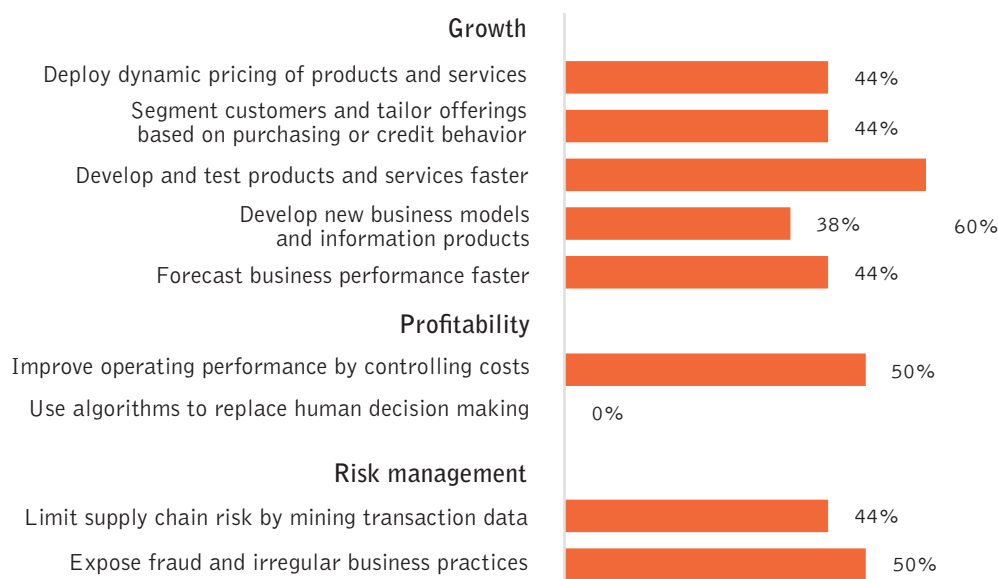 Growth
Deploy dynamic pricing of products and services
44%
Segment customers and tailor offerings
based on purchasing or credit behavior
44%
Develop and test products and services faster
Develop new business models
and information products
38%
60%
Forecast business performance faster
44%
Profitability
Improve operating performance by controlling costs
50%
Use algorithms to replace human decision making
0%
Risk management
Limit supply chain risk by mining transaction data
44%
Expose fraud and irregular business practices
50%